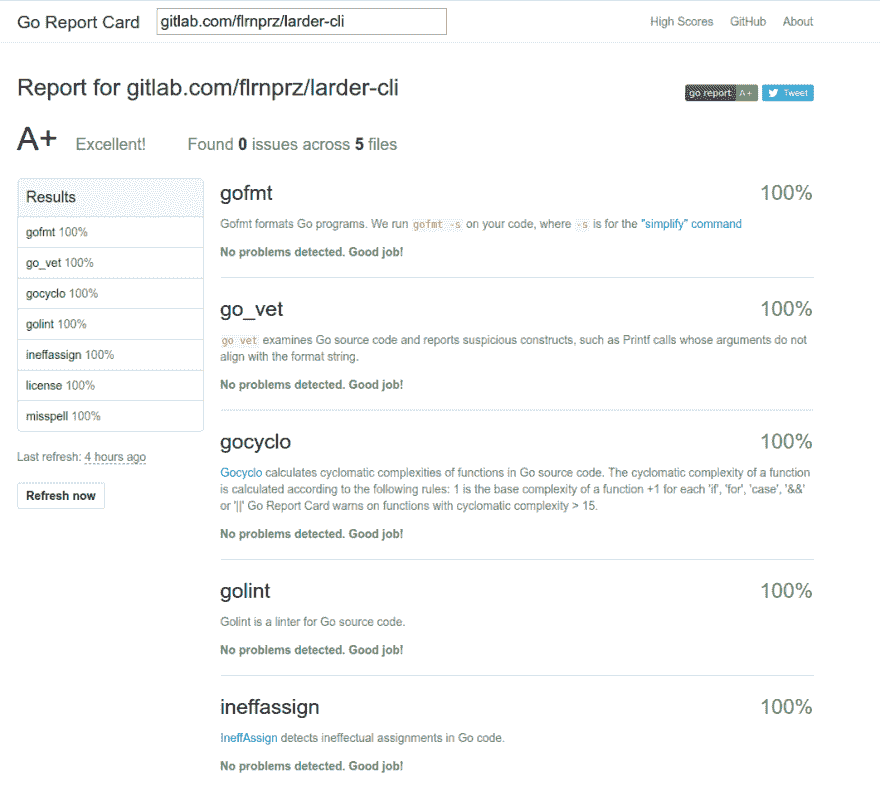 Go Report Card gitlab.com/flrnprz/larder-cli High Scores GitHub About
Report for gitlab.com/flrnprz/larder-cli
go report A+ Tweet
A+ Excellent! Found 0 issues across 5 files
Results
gofmt 100%
go_vet 100%
gocyclo 100%
golint 100%
ineffassign 100%
license 100%
misspell 100%
Last refresh: 4 hours ago
Refresh now
gofmt 100%
Gofmt formats Go programs. We run gofmt -s on your code, where -s is for the "simplify" command
No problems detected. Good job!
go_vet 100%
go vet examines Go source code and reports suspicious constructs, such as Printf calls whose arguments do not
align with the format string.
No problems detected. Good job!
gocyclo 100%
Gocyclo calculates cyclomatic complexities of functions in Go source code. The cyclomatic complexity of a function
is calculated according to the following rules: 1 is the base complexity of a function +1 for each 'if', 'for', 'case', '&&'
or '||' Go Report Card warns on functions with cyclomatic complexity > 15.
No problems detected. Good job!
golint 100%
Golint is a linter for Go source code.
No problems detected. Good job!
ineffassign 100%
IneffAssign detects ineffectual assignments in Go code.
No problems detected. Good job!